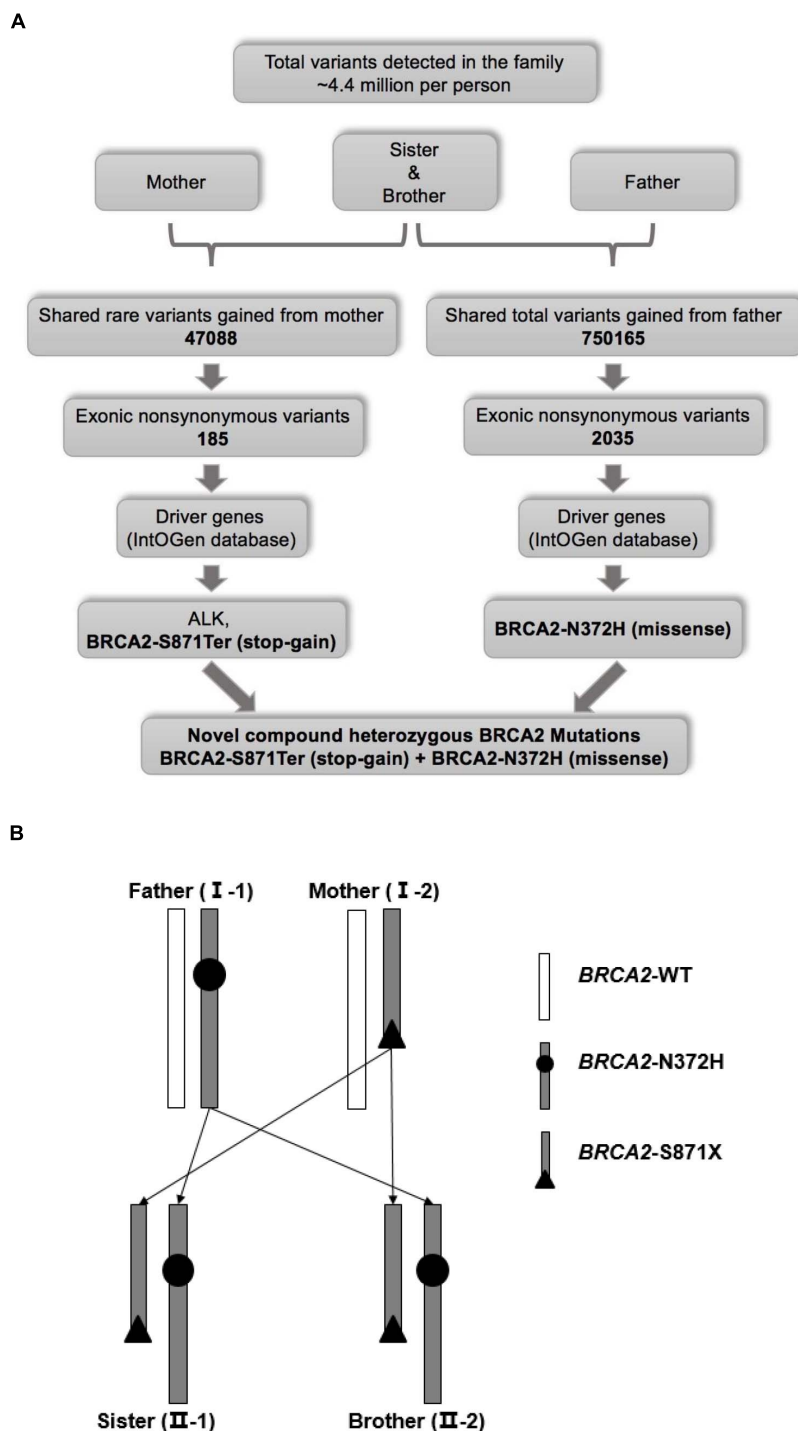 A
Total variants detected in the family
~4.4 million per person
Mother
Sister
&
Brother
Father
Shared rare variants gained from mother
47088
Shared total variants gained from father
750165
Exonic nonsynonymous variants
185
Exonic nonsynonymous variants
2035
Driver genes
(IntOGen database)
Driver genes
(IntOGen database)
ALK,
BRCA2-S871Ter (stop-gain)
BRCA2-N372H (missense)
Novel compound heterozygous BRCA2 Mutations
BRCA2-S871Ter (stop-gain) + BRCA2-N372H (missense)
B
Father (Ⅰ-1)
Mother (Ⅰ-2)
BRCA2-WT
BRCA2-N372H
BRCA2-S871X
Sister (Ⅱ-1)
Brother (Ⅱ-2)